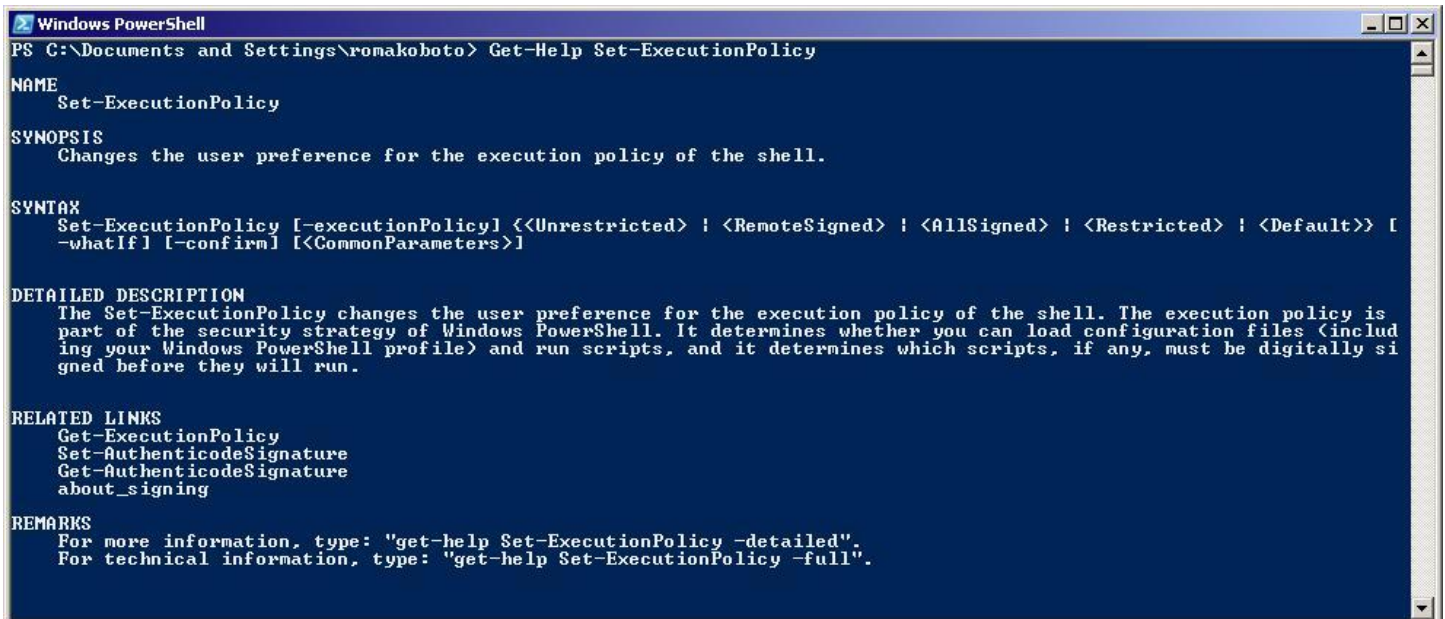 Windows PowerShell
PS C:\Documents and Settings\romakoboto> Get-Help Set-ExecutionPolicy
NAME
Set-ExecutionPolicy
SYNOPSIS
Changes the user preference for the execution policy of the shell.
SYNTAX
Set-ExecutionPolicy [-executionPolicy] {<Unrestricted> | <RemoteSigned> | <AllSigned> | <Restricted> | <Default>} [
-whatIf] [-confirm] [<CommonParameters>]
DETAILED DESCRIPTION
The Set-ExecutionPolicy changes the user preference for the execution policy of the shell. The execution policy is
part of the security strategy of Windows PowerShell. It determines whether you can load configuration files (includ
ing your Windows PowerShell profile) and run scripts, and it determines which scripts, if any, must be digitally si
gned before they will run.
RELATED LINKS
Get-ExecutionPolicy
Set-AuthenticodeSignature
Get-AuthenticodeSignature
about_signing
REMARKS
For more information, type: "get-help Set-ExecutionPolicy -detailed".
For technical information, type: "get-help Set-ExecutionPolicy -full".